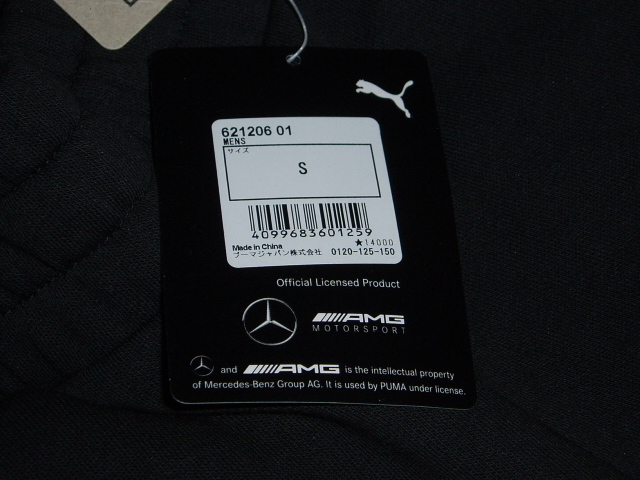 621206 01
MENS
サイズ
S
4099683601259
★14000
Made in China
プーマジャパン株式会社 0120-125-150
Official Licensed Product
AMG
MOTORSPORT
and AMG is the intellectual property
of Mercedes-Benz Group AG. It is used by PUMA under license.